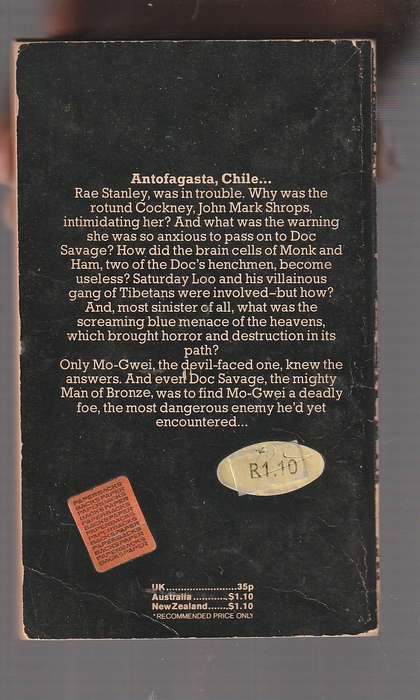 Antofagasta, Chile...
Rae Stanley, was in trouble. Why was the
rotund Cockney, John Mark Shrops,
intimidating her? And what was the warning
she was so anxious to pass on to Doc
Savage? How did the brain cells of Monk and
Ham, two of the Doc's henchmen, become
useless? Saturday Loo and his villainous
gang of Tibetans were involved–but how?
And, most sinister of all, what was the
screaming blue menace of the heavens,
which brought horror and destruction in its
path?
Only Mo-Gwei, the devil-faced one, knew the
answers. And even Doc Savage, the mighty
Man of Bronze, was to find Mo-Gwei a deadly
foe, the most dangerous enemy he'd yet
encountered...
R1.10
UK........................35p
Australia............$1.10
New Zealand.......$1.10
*RECOMMENDED PRICE ONLY